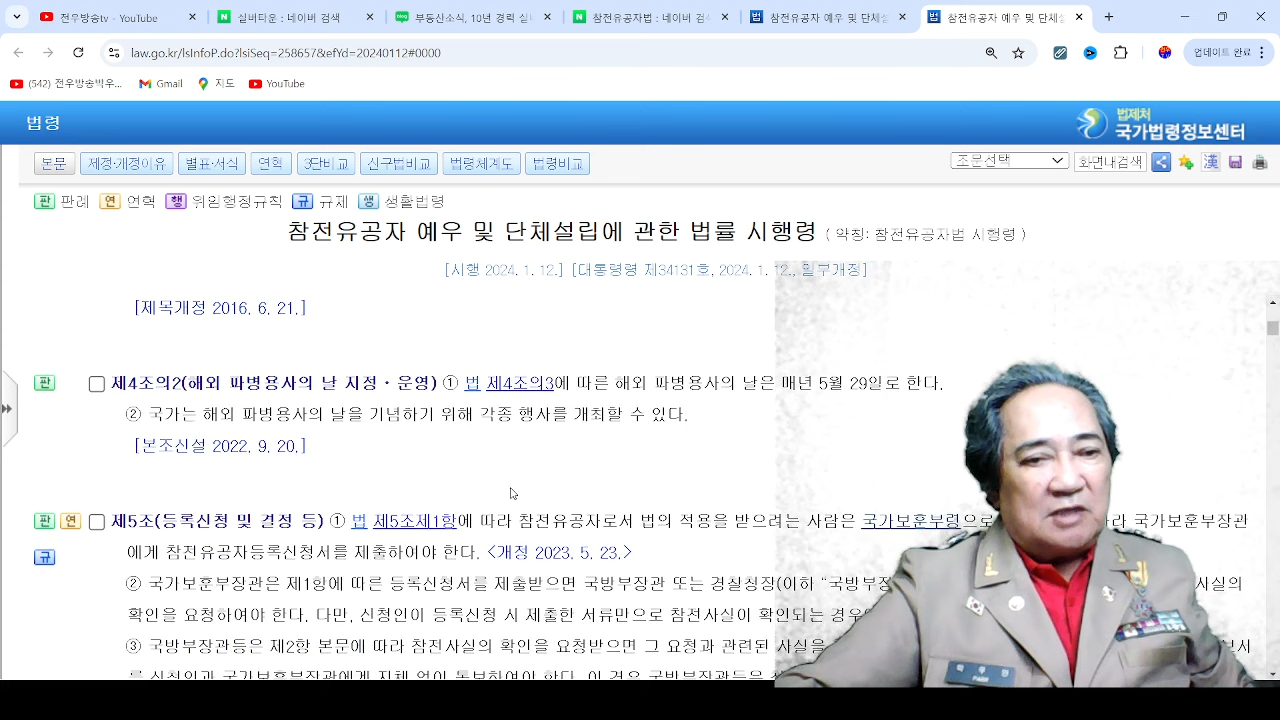 전우방송tv - YouTube
실버타운 : 네이버 검색
참전유공자법 : 네이버 검
참전유공자 예우 및 단체설
참전유공자 예우 및 단체설
law.go.kr/lsInfoP.do?lsiSeq=258657&efYd=20240112#0000
업데이트 완료
(542) 전우방송박우...
Gmail
지도
YouTube
법령
법제처
국가법령정보센터
본문
제정·개정이유
별표·서식
연혁
3단비교
신구법비교
법령체계도
법령비교
조문선택
화면내검색
漢
판 판례 연 연혁 행 위임행정규칙 규 규제 생 생활법령
참전유공자 예우 및 단체설립에 관한 법률 시행령 ( 약칭: 참전유공자법 시행령 )
[시행 2024. 1. 12.] [대통령령 제34131호, 2024. 1. 12., 일부개정]
[제목개정 2016. 6. 21.]
판 제4조의2(해외 파병용사의 날 지정ㆍ운영) ① 법 제4조의3에 따른 해외 파병용사의 날은 매년 5월 29일로 한다.
② 국가는 해외 파병용사의 날을 기념하기 위해 각종 행사를 개최할 수 있다.
[본조신설 2022. 9. 20.]
판 연 제5조(등록신청 및 결정 등) ① 법 제5조제1항에 따라 참전유공자로서 법의 적용을 받으려는 사람은 국가보훈부령으로 라 국가보훈부장관
규 에게 참전유공자등록신청서를 제출하여야 한다. <개정 2023. 5. 23.>
② 국가보훈부장관은 제1항에 따른 등록신청서를 제출받으면 국방부장관 또는 경찰청장(이하 “국방부장 사실의
확인을 요청하여야 한다. 다만, 신청인이 등록신청 시 제출한 서류만으로 참전사실이 확인되는 경우에
③ 국방부장관등은 제2항 본문에 따라 참전사실의 확인을 요청받으면 그 요청과 관련된 사실을 부서